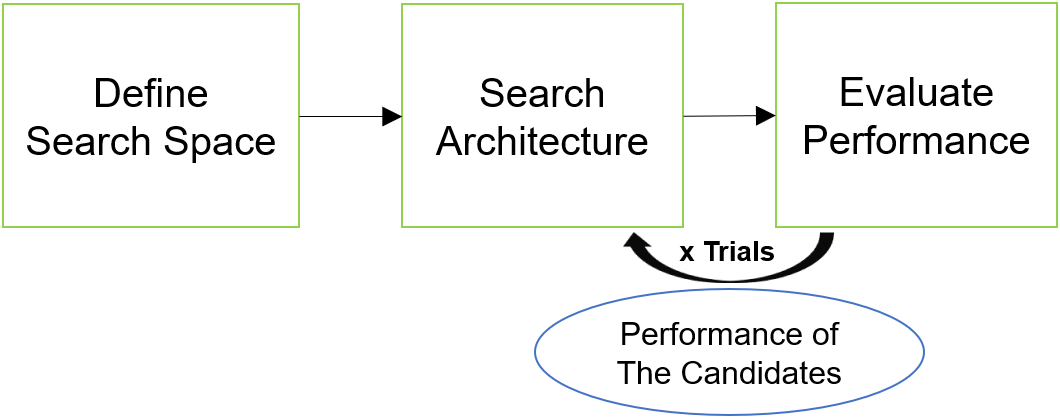 Define
Search Space
Search
Architecture
Evaluate
Performance
x Trials
Performance of
The Candidates